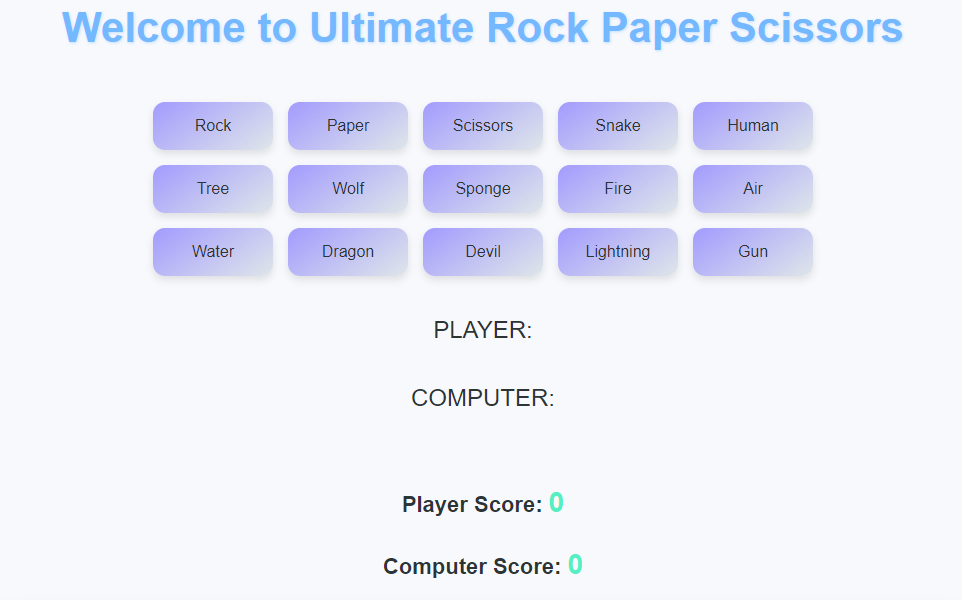 Welcome to Ultimate Rock Paper Scissors
Rock Paper Scissors Snake Human
Tree Wolf Sponge Fire Air
Water Dragon Devil Lightning Gun
PLAYER:
COMPUTER:
Player Score: 0
Computer Score: 0